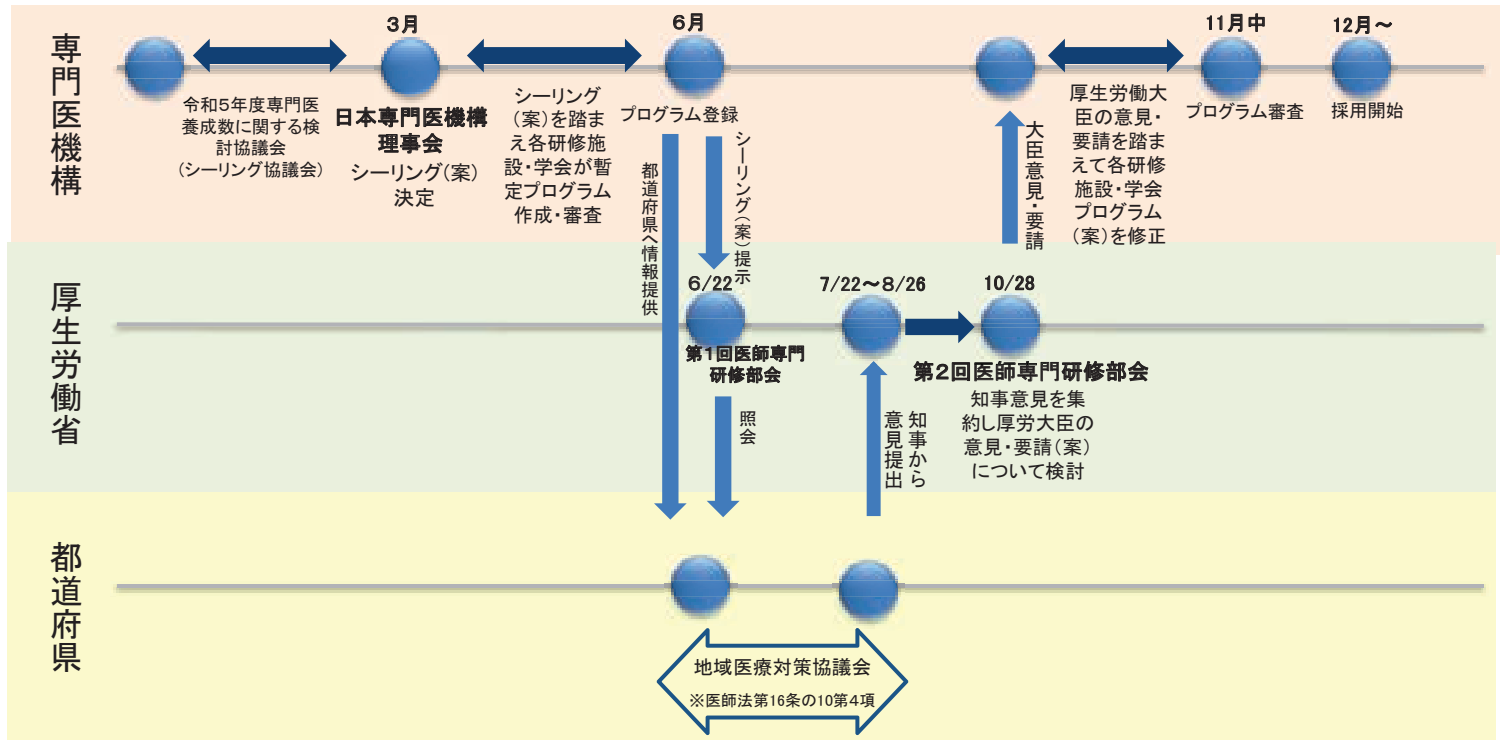 専門医機構
令和5年度専門医
養成数に関する検
討協議会
(シーリング協議会)
3月
日本専門医機構
理事会
シーリング(案)
決定
シーリング
(案)を踏ま
え各研修施
設・学会が暫
定プログラム
作成・審査
6月
プログラム登録
都道府県へ情報提供
シーリング(案)提示
大臣意見・要請
厚生労働大
臣の意見・
要請を踏ま
えて各研修
施設・学会
プログラム
(案)を修正
11月中
プログラム審査
12月～
採用開始
厚生労働省
6/22
第1回医師専門
研修部会
照会
7/22～8/26
知事から
意見提出
10/28
第2回医師専門研修部会
知事意見を集
約し厚労大臣の
意見・要請(案)
について検討
都道府県
地域医療対策協議会
※医師法第16条の10第4項